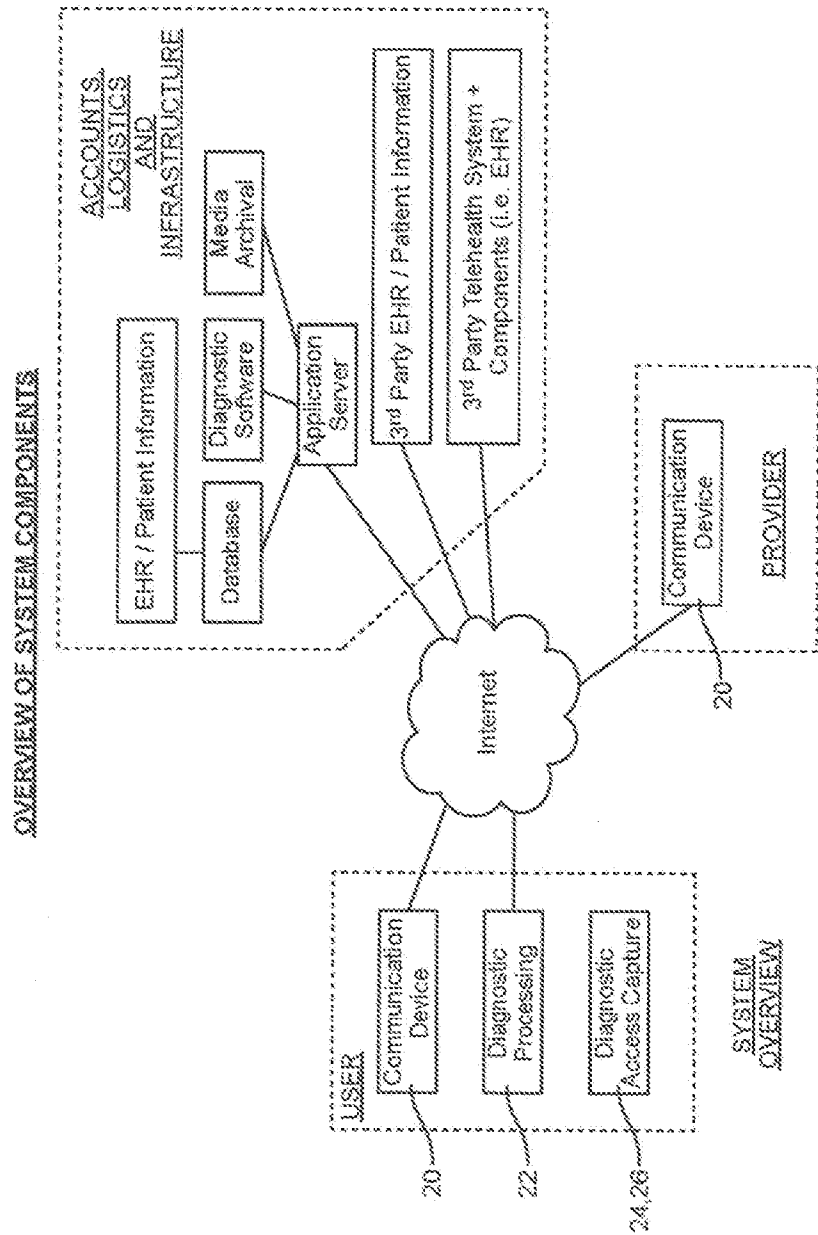 OVERVIEW OF SYSTEM COMPONENTS
USER
Communication
Device
20
Diagnostic
Processing
22
Diagnostic
Access Capture
24,26
SYSTEM
OVERVIEW
Internet
ACCOUNTS,
LOGISTICS
AND
INFRASTRUCTURE
EHR / Patient Information
Database
Diagnostic
Software
Media
Archival
Application
Server
3rd Party EHR / Patient Information
3rd Party Telehealth System +
Components (i.e. EHR)
Communication
Device
20
PROVIDER